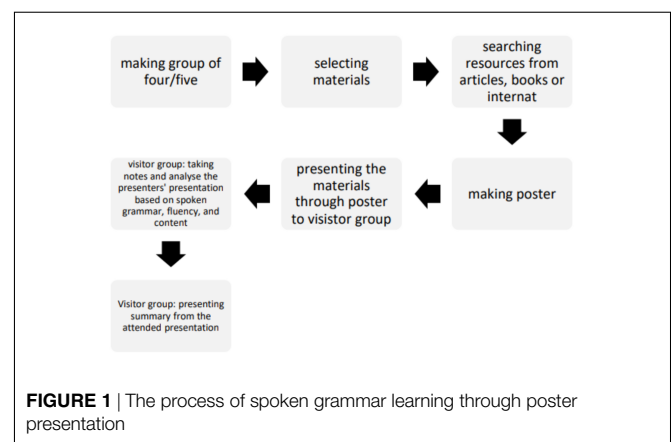 making group of
four/five
selecting
materials
searching
resources from
articles, books or
internat
making poster
presenting the
materials
through poster
to visistor group
visitor group: taking
notes and analyse the
presenters' presentation
based on spoken
grammar, fluency, and
content
Visitor group: presenting
summary from the
attended presentation
FIGURE 1 | The process of spoken grammar learning through poster
presentation